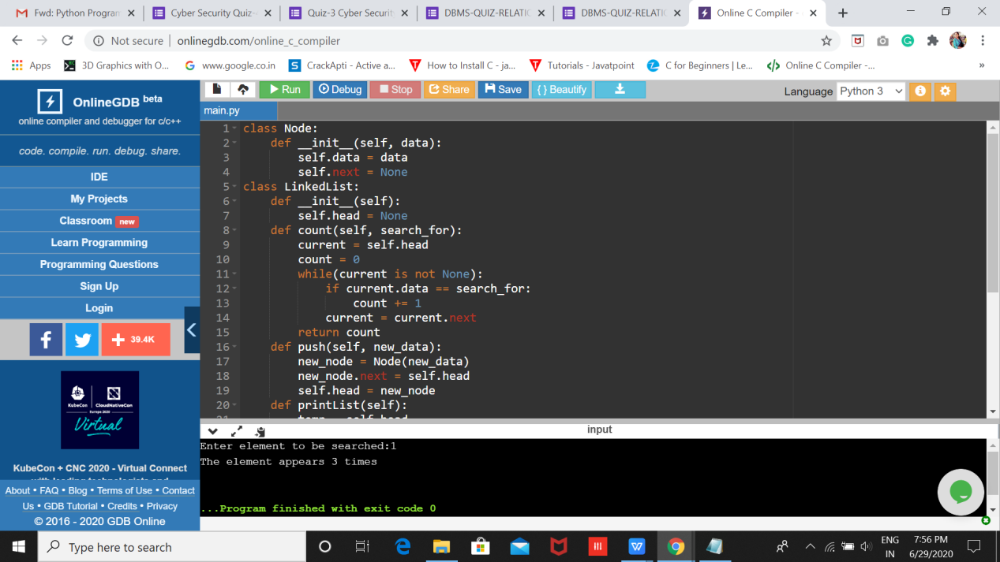 Fwd: Python Program
Cyber Security Quiz-
Quiz-3 Cyber Securit
DBMS-QUIZ-RELATIO
DBMS-QUIZ-RELATIC
Online C Compiler -
Not secure | onlinegdb.com/online_c_compiler
Apps
3D Graphics with O...
www.google.co.in
CrackApti - Active a...
How to Install C - ja...
Tutorials - Javatpoint
C for Beginners | Le...
Online C Compiler -...
»
OnlineGDB beta
online compiler and debugger for c/c++
code. compile. run. debug. share.
IDE
My Projects
Classroom new
Learn Programming
Programming Questions
Sign Up
Login
39.4K
KubeCon | CloudNativeCon
Europe 2020
Virtual
KubeCon + CNC 2020 - Virtual Connect
with leading technologists and
About • FAQ • Blog • Terms of Use • Contact
Us • GDB Tutorial • Credits • Privacy
© 2016 - 2020 GDB Online
Run Debug Stop Share Save {} Beautify
Language Python 3
main.py
1 class Node:
2 def __init__(self, data):
3 self.data = data
4 self.next = None
5 class LinkedList:
6 def __init__(self):
7 self.head = None
8 def count(self, search_for):
9 current = self.head
10 count = 0
11 while(current is not None):
12 if current.data == search_for:
13 count += 1
14 current = current.next
15 return count
16 def push(self, new_data):
17 new_node = Node(new_data)
18 new_node.next = self.head
19 self.head = new_node
20 def printList(self):
21 temp = self.head
input
Enter element to be searched:1
The element appears 3 times
...Program finished with exit code 0
Type here to search
ENG
IN
7:56 PM
6/29/2020